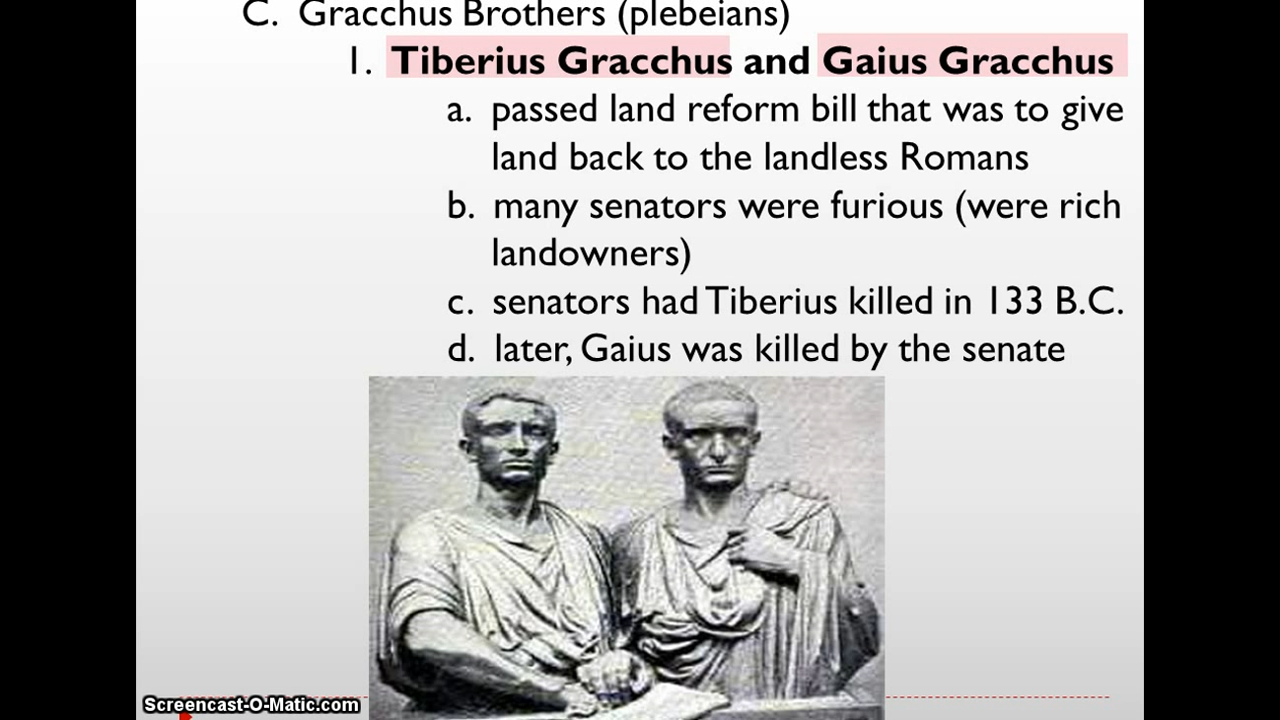 C. Gracchus Brothers (plebeians)
1. Tiberius Gracchus and Gaius Gracchus
a. passed land reform bill that was to give
land back to the landless Romans
b. many senators were furious (were rich
landowners)
c. senators had Tiberius killed in 133 B.C.
d. later, Gaius was killed by the senate
Screencast-O-Matic.com